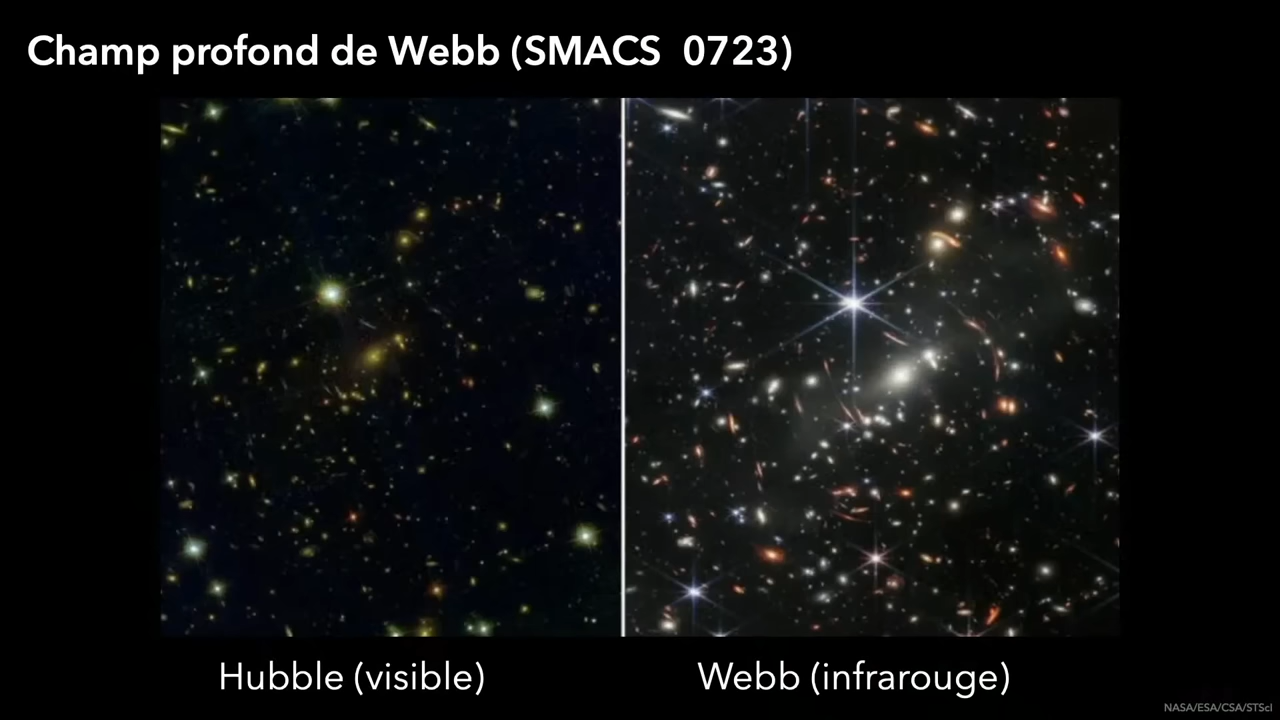 Champ profond de Webb (SMACS 0723)
Hubble (visible)
Webb (infrarouge)
NASA/ESA/CSA/STScI